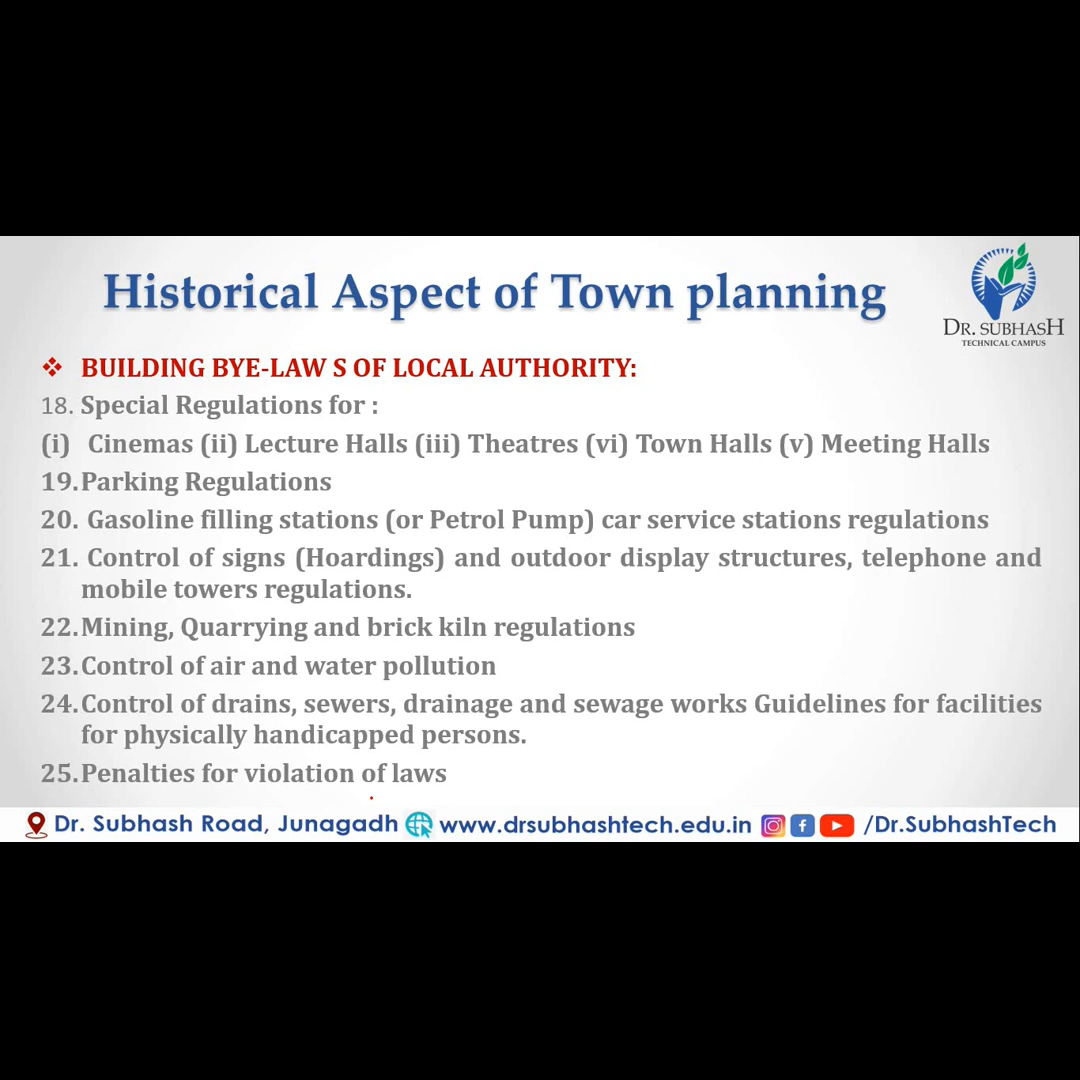 Historical Aspect of Town planning
DR. SUBHASH
TECHNICAL CAMPUS
❖ BUILDING BYE-LAW S OF LOCAL AUTHORITY:
18. Special Regulations for :
(i) Cinemas (ii) Lecture Halls (iii) Theatres (vi) Town Halls (v) Meeting Halls
19. Parking Regulations
20. Gasoline filling stations (or Petrol Pump) car service stations regulations
21. Control of signs (Hoardings) and outdoor display structures, telephone and
mobile towers regulations.
22. Mining, Quarrying and brick kiln regulations
23. Control of air and water pollution
24. Control of drains, sewers, drainage and sewage works Guidelines for facilities
for physically handicapped persons.
25. Penalties for violation of laws
Dr. Subhash Road, Junagadh www.drsubhashtech.edu.in /Dr.SubhashTech